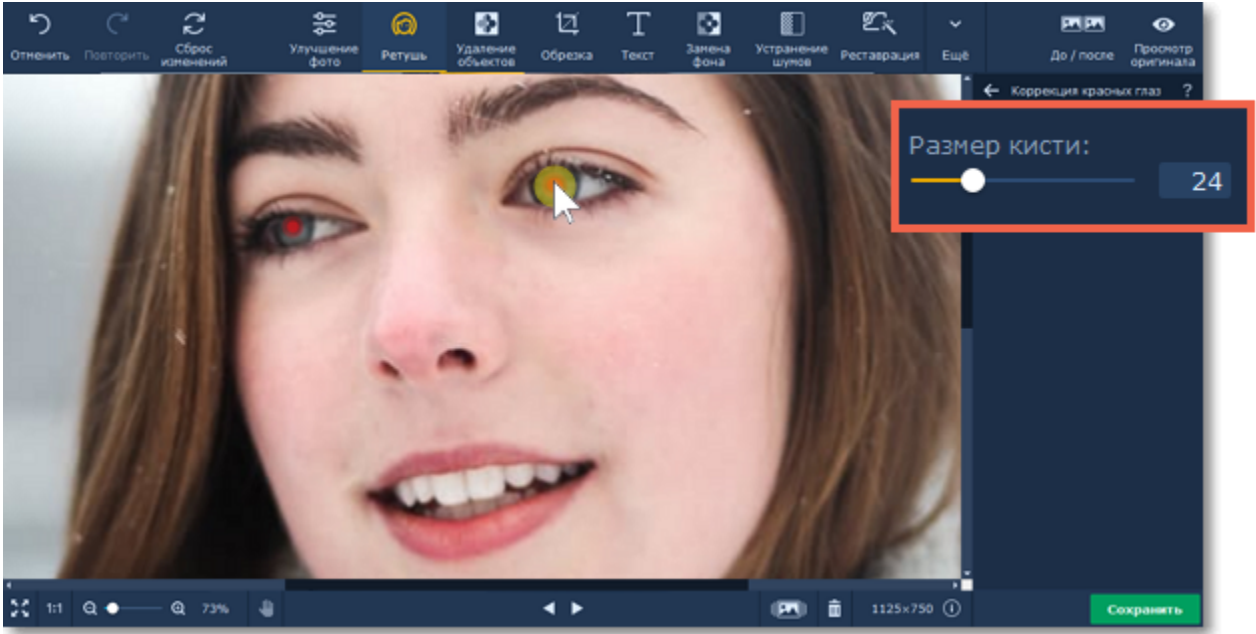 Отменить
Повторить
Сброс
изменений
Улучшение
фото
Ретушь
Удаление
объектов
Обрезка
Текст
Замена
фона
Устранение
шумов
Реставрация
Ещё
До / после
Просмотр
оригинала
Коррекция красных глаз ?
Размер кисти:
24
1:1
73%
1125×750
Сохранить